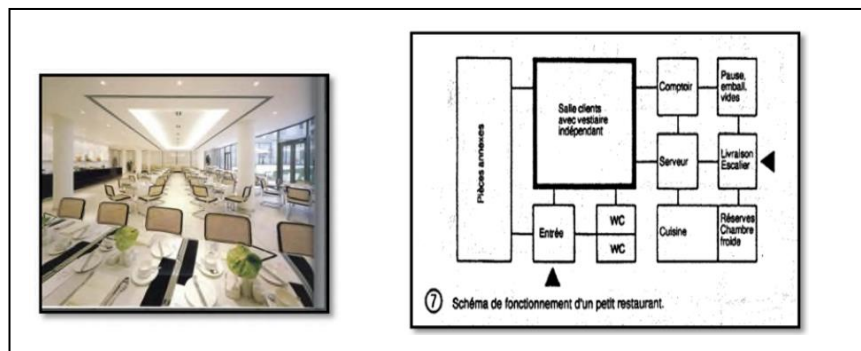 Pièces annexes
Salle clients
avec vestiaire
indépendant
Comptoir
Pause,
emball.
vides
Serveur
Livraison
Escalier
Entrée
WC
WC
Cuisine
Réserves
Chambre
froide
7 Schéma de fonctionnement d'un petit restaurant.